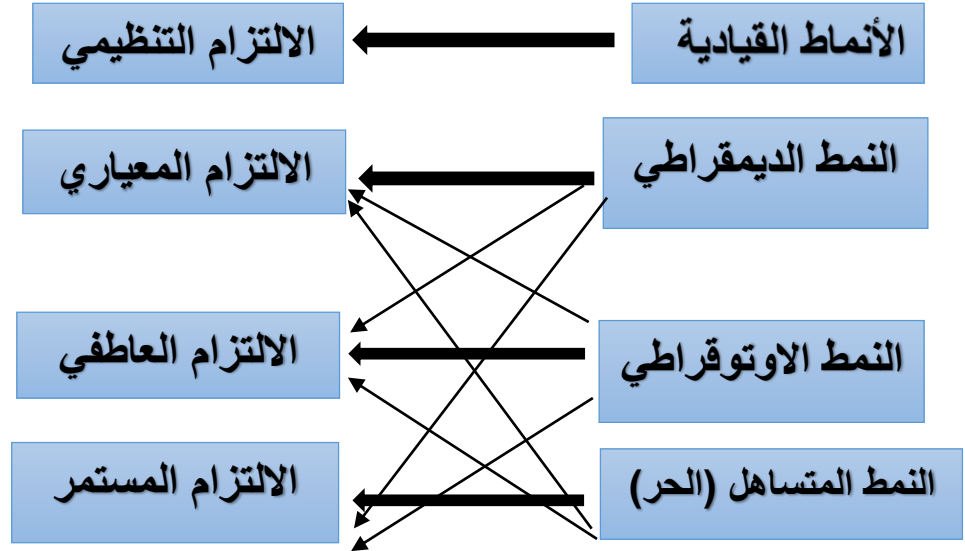 الأنماط القيادية
الالتزام التنظيمي
النمط الديمقراطي
الالتزام المعياري
النمط الاوتوقراطي
الالتزام العاطفي
النمط المتساهل (الحر)
الالتزام المستمر